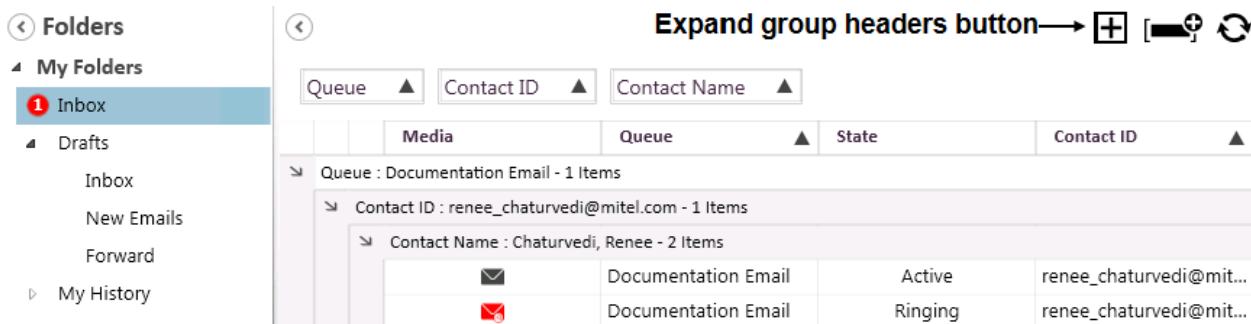 Folders
My Folders
1 Inbox
Drafts
Inbox
New Emails
Forward
My History
Expand group headers button
Queue Contact ID Contact Name
Media Queue State Contact ID
Queue : Documentation Email - 1 Items
Contact ID : renee_chaturvedi@mitel.com - 1 Items
Contact Name : Chaturvedi, Renee - 2 Items
Documentation Email Active renee_chaturvedi@mit...
Documentation Email Ringing renee_chaturvedi@mit...